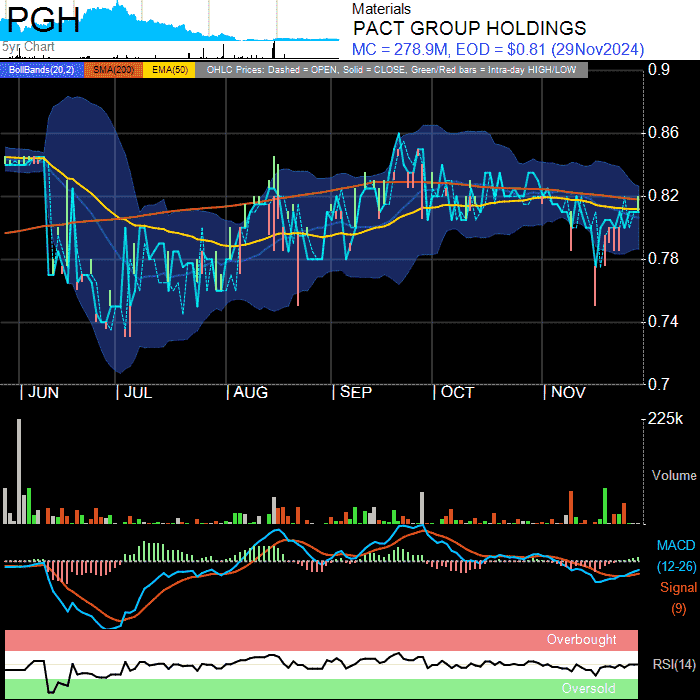 PGH
5yr Chart
Materials
PACT GROUP HOLDINGS
MC = 278.9M, EOD = $0.81 (29Nov2024)
BollBands(20,2) SMA(200) EMA(50) OHLC Prices: Dashed = OPEN, Solid = CLOSE, Green/Red bars = Intra-day HIGH/LOW
0.9
0.86
0.82
0.78
0.74
0.7
JUN JUL AUG SEP OCT NOV
225k
Volume
MACD
(12-26)
Signal
(9)
Overbought
RSI(14)
Oversold